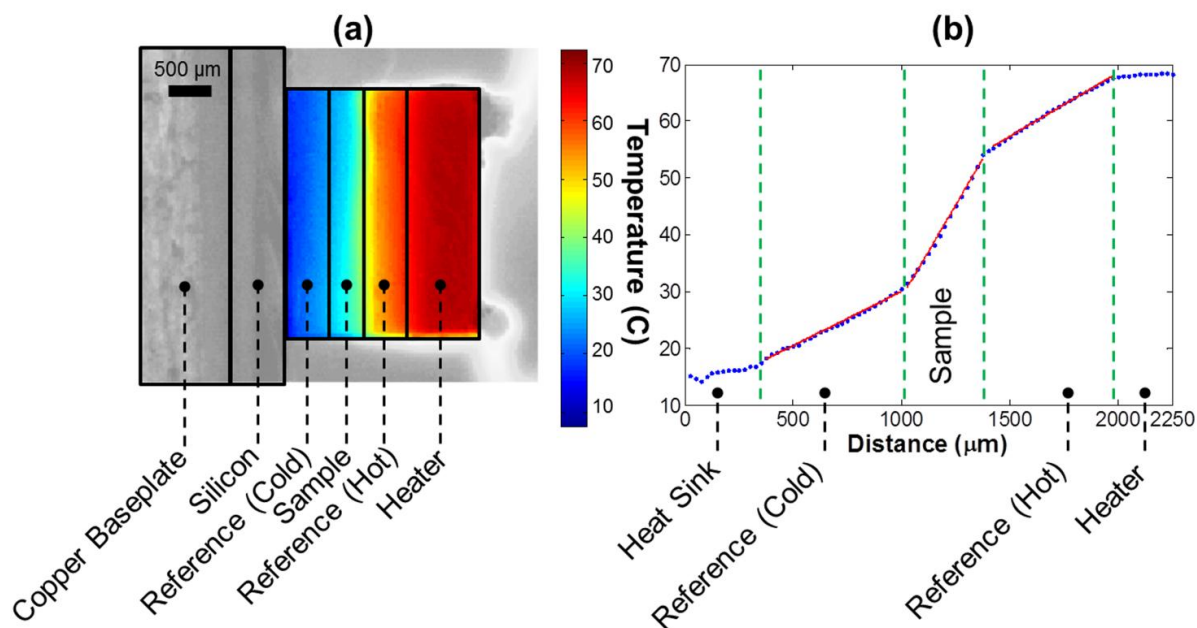 (a)
500 µm
70
60
50
40
30
20
10
Temperature (C)
Copper Baseplate
Silicon
Reference (Cold)
Sample
Reference (Hot)
Heater
(b)
70
60
50
40
30
20
10
Sample
0
500
1000
1500
2000
2250
Distance (µm)
Heat Sink
Reference (Cold)
Reference (Hot)
Heater